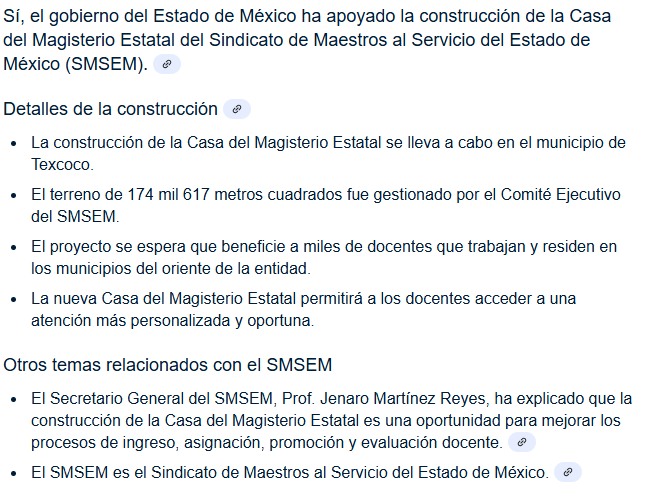 Sí, el gobierno del Estado de México ha apoyado la construcción de la Casa
del Magisterio Estatal del Sindicato de Maestros al Servicio del Estado de
México (SMSEM).
Detalles de la construcción
• La construcción de la Casa del Magisterio Estatal se lleva a cabo en el municipio de
Texcoco.
• El terreno de 174 mil 617 metros cuadrados fue gestionado por el Comité Ejecutivo
del SMSEM.
• El proyecto se espera que beneficie a miles de docentes que trabajan y residen en
los municipios del oriente de la entidad.
• La nueva Casa del Magisterio Estatal permitirá a los docentes acceder a una
atención más personalizada y oportuna.
Otros temas relacionados con el SMSEM
• El Secretario General del SMSEM, Prof. Jenaro Martínez Reyes, ha explicado que la
construcción de la Casa del Magisterio Estatal es una oportunidad para mejorar los
procesos de ingreso, asignación, promoción y evaluación docente.
• El SMSEM es el Sindicato de Maestros al Servicio del Estado de México.